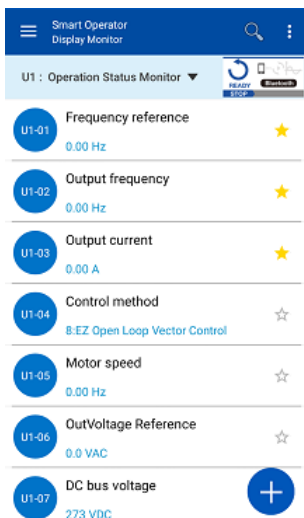 Smart Operator
Display Monitor
U1 : Operation Status Monitor
READY
STOP
Bluetooth
U1-01
Frequency reference
0.00 Hz
U1-02
Output frequency
0.00 Hz
U1-03
Output current
0.00 A
U1-04
Control method
8:EZ Open Loop Vector Control
U1-05
Motor speed
0.00 Hz
U1-06
OutVoltage Reference
0.0 VAC
U1-07
DC bus voltage
273 VDC